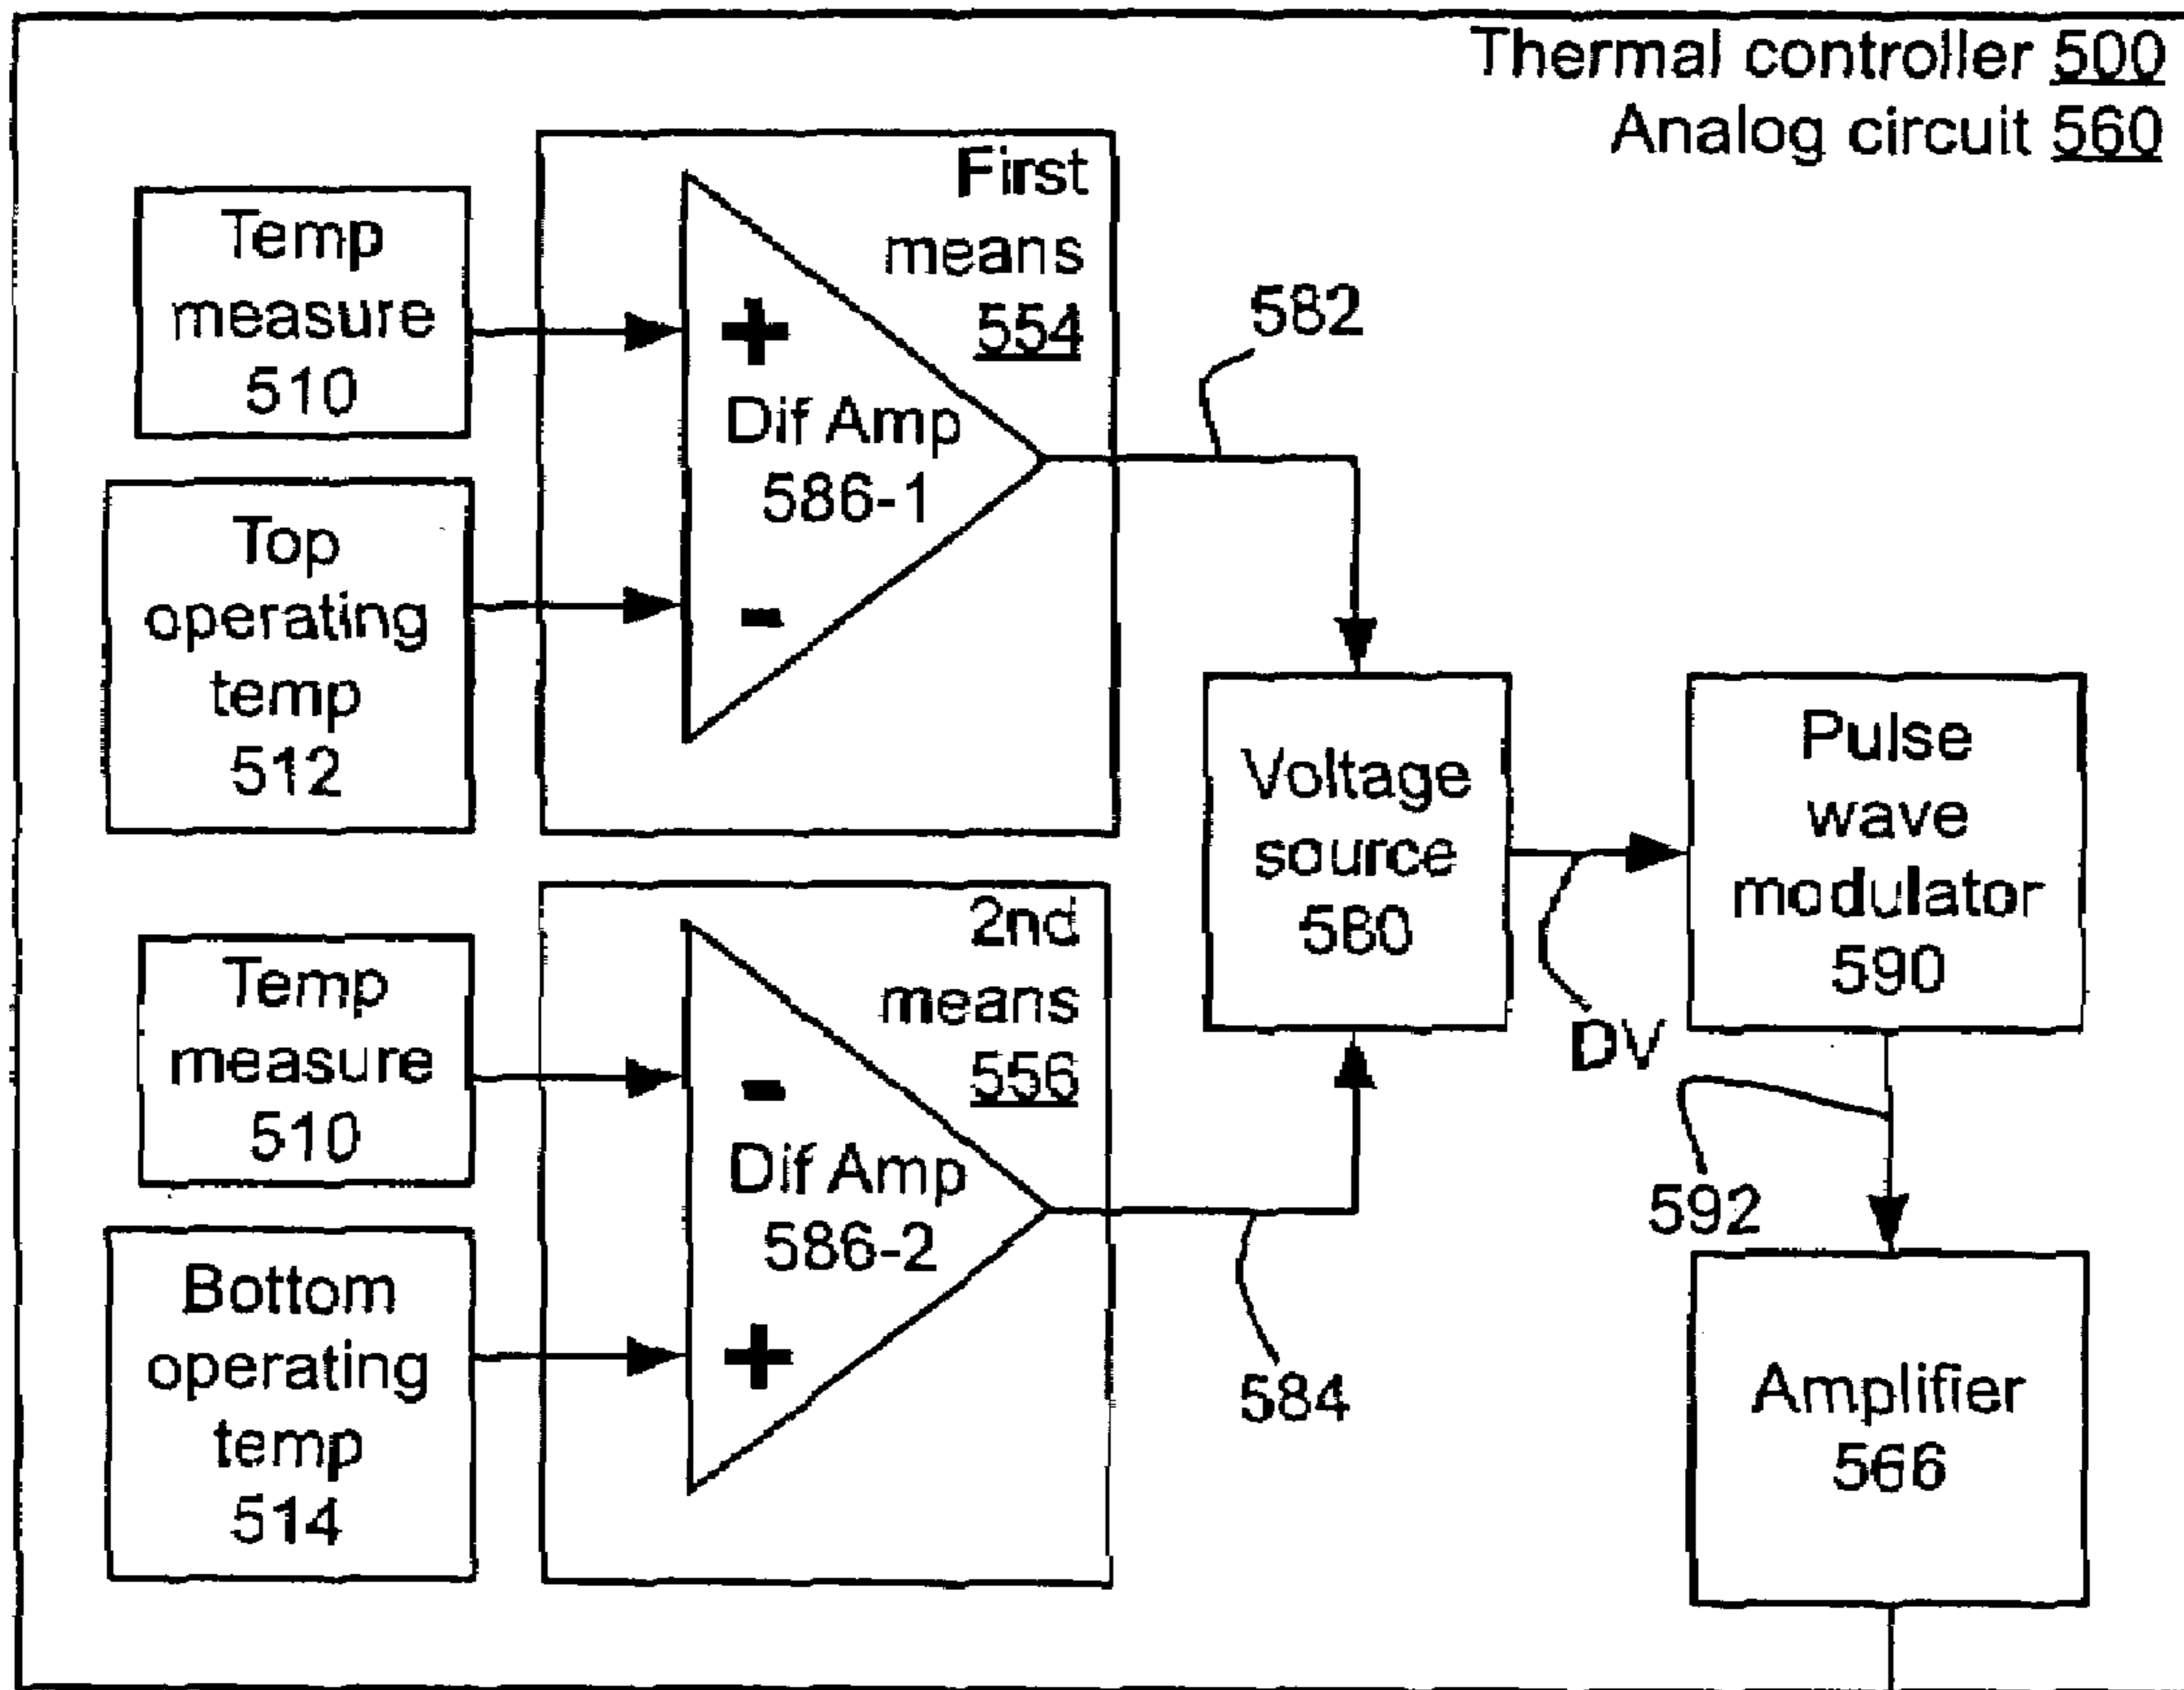 Thermal controller 500
Analog circuit 560
Temp
measure
510
Top
operating
temp
512
First
means
554
+
Dif Amp
586-1
-
582
Temp
measure
510
Bottom
operating
temp
514
2nd
means
556
-
Dif Amp
586-2
+
584
Voltage
source
580
DV
Pulse
wave
modulator
590
592
Amplifier
566